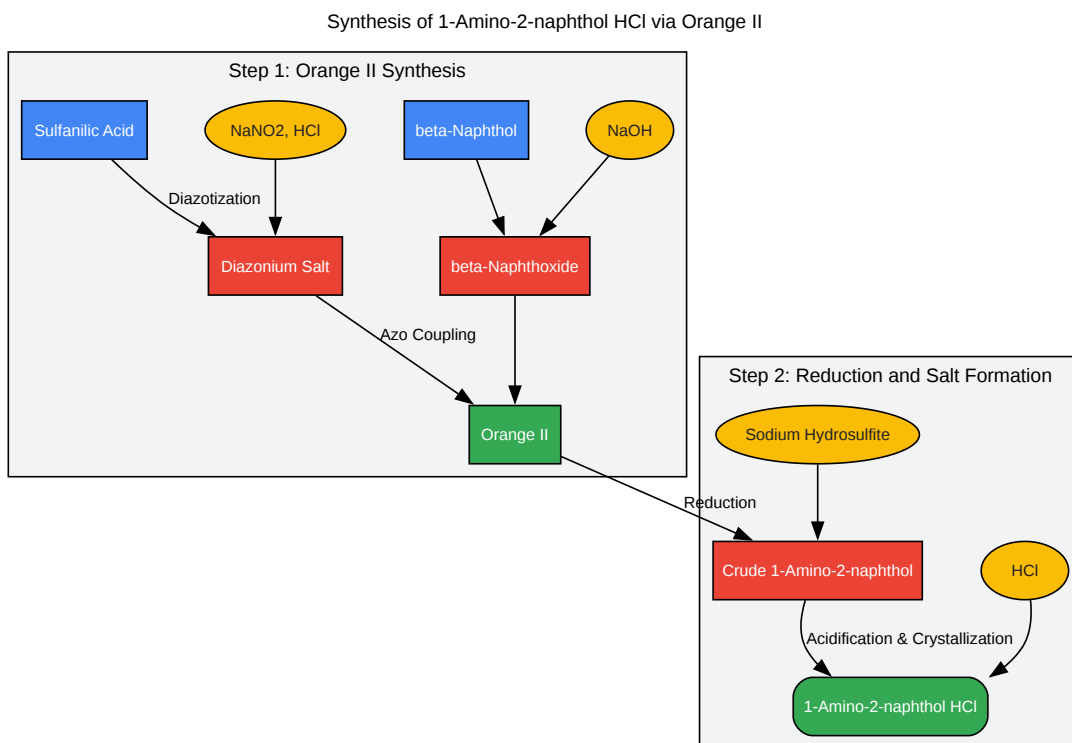 Synthesis of 1-Amino-2-naphthol HCl via Orange II
Step 1: Orange II Synthesis
Sulfanilic Acid
NaNO2, HCl
beta-Naphthol
NaOH
Diazotization
Diazonium Salt
beta-Naphthoxide
Azo Coupling
Orange II
Step 2: Reduction and Salt Formation
Sodium Hydrosulfite
Reduction
Crude 1-Amino-2-naphthol
HCl
Acidification & Crystallization
1-Amino-2-naphthol HCl